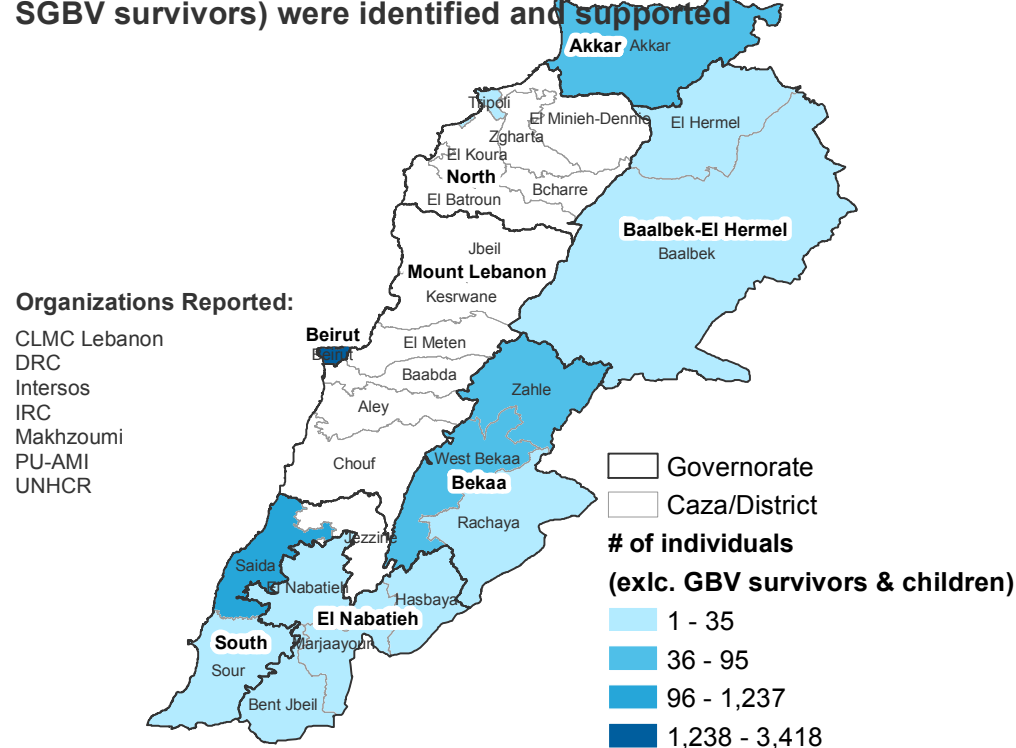 SGBV survivors) were identified and supported
Akkar Akkar
Tripoli
El Minieh-Dennie
El Hermel
Zgharta
El Koura
North
Bcharre
El Batroun
Baalbek-El Hermel
Baalbek
Jbeil
Mount Lebanon
Kesrwane
Organizations Reported:
CLMC Lebanon
DRC
Intersos
IRC
Makhzoumi
PU-AMI
UNHCR
Beirut
Beirut
El Meten
Baabda
Zahle
Aley
Chouf
West Bekaa
Bekaa
Rachaya
Jezzine
Saida
El Nabatieh
Hasbaya
El Nabatieh
South
Marjaayoun
Sour
Bent Jbeil
Governorate
Caza/District
# of individuals
(exlc. GBV survivors & children)
1 - 35
36 - 95
96 - 1,237
1,238 - 3,418